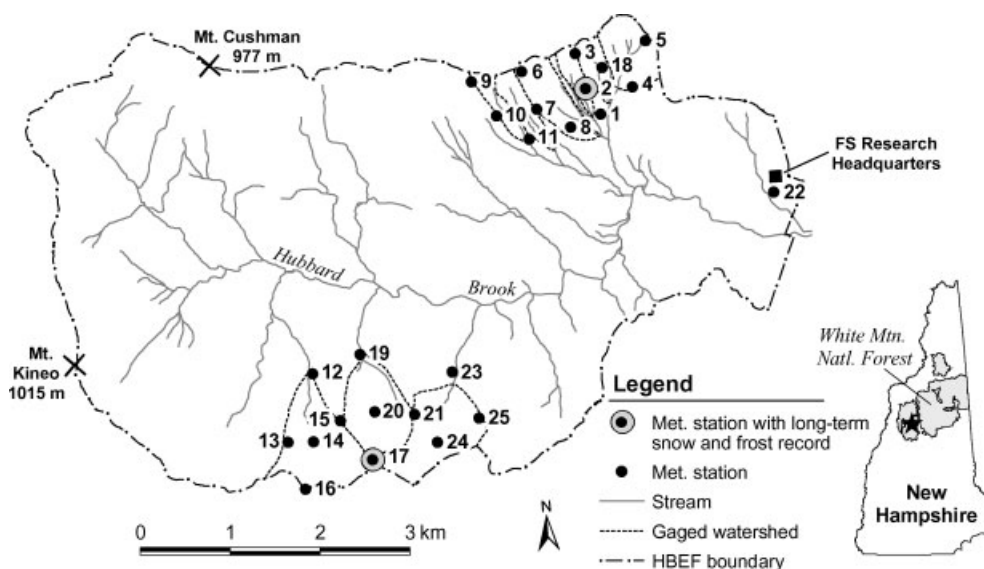 Mt. Cushman
977 m
5
3
18
6
9
2
4
7
10
1
8
11
FS Research
Headquarters
22
Hubbard
Brook
Mt.
Kineo
1015 m
19
12
23
15
20
21
25
13
14
24
17
16
0
1
2
3 km
N
Legend
Met. station with long-term
snow and frost record
Met. station
Stream
Gaged watershed
HBEF boundary
White Mtn.
Natl. Forest
New
Hampshire